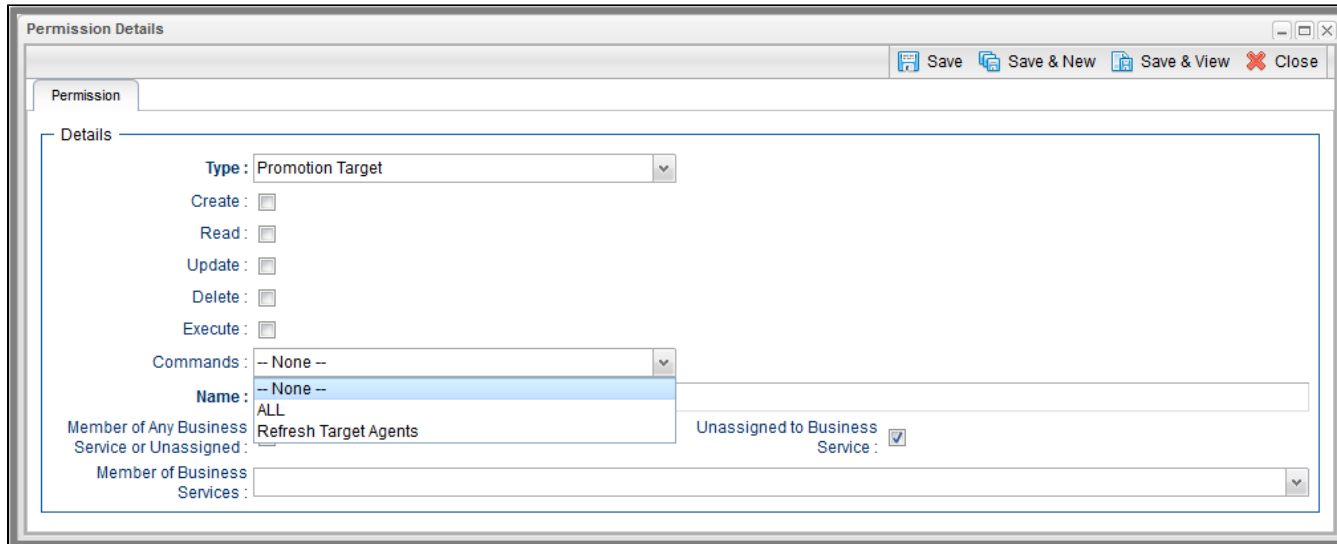 Permission Details
Save Save & New Save & View Close
Permission
Details
Type : Promotion Target
Create :
Read :
Update :
Delete :
Execute :
Commands : -- None --
-- None --
Name :
ALL
Member of Any Business Service or Unassigned :
Refresh Target Agents
Unassigned to Business Service :
Member of Business Services :